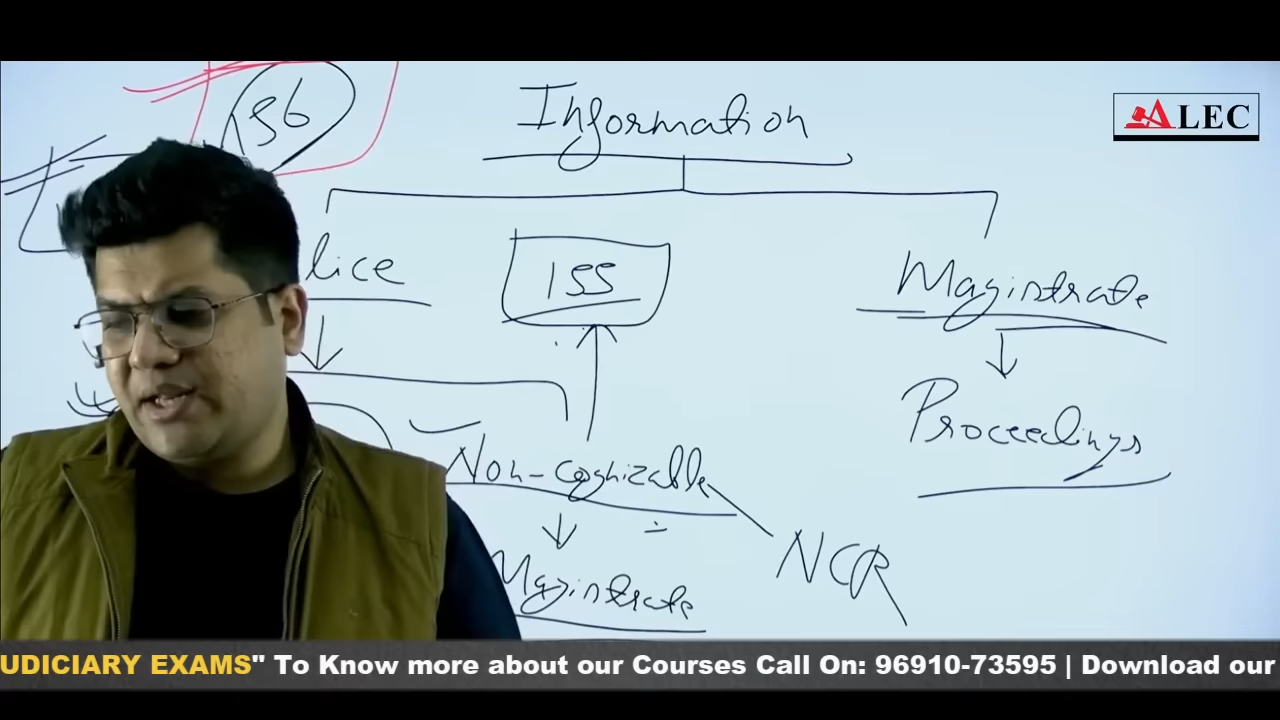 156
Information
ALEC
lice
155
Magistrate
Proceedings
Non-cognizable
NCR
Magistrate
UDICIARY EXAMS" To Know more about our Courses Call On: 96910-73595 | Download our